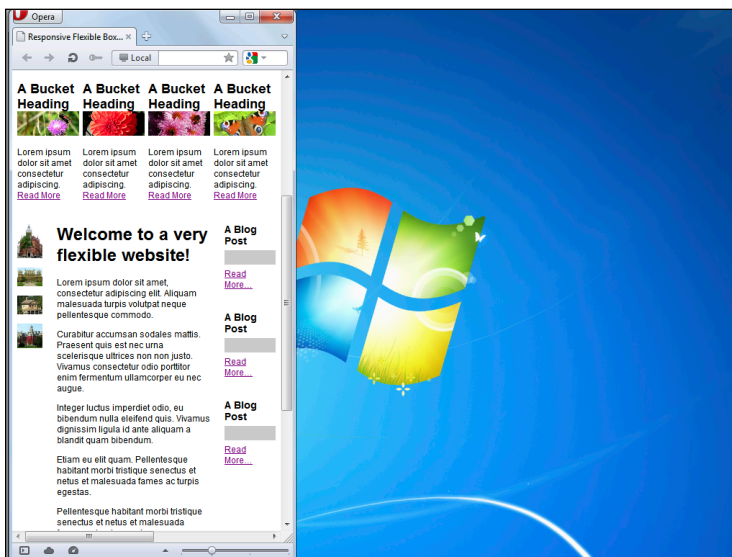 Opera
Responsive Flexible Box...
Local
A Bucket Heading
A Bucket Heading
A Bucket Heading
A Bucket Heading
Lorem ipsum dolor sit amet consectetur adipiscing.
Read More
Lorem ipsum dolor sit amet consectetur adipiscing.
Read More
Lorem ipsum dolor sit amet consectetur adipiscing.
Read More
Lorem ipsum dolor sit amet consectetur adipiscing.
Read More
Welcome to a very
flexible website!
Lorem ipsum dolor sit amet,
consectetur adipiscing elit. Aliquam
malesuada turpis volutpat neque
pellentesque commodo.
Curabitur accumsan sodales mattis.
Praesent quis est nec urna
scelerisque ultrices non non justo.
Vivamus consectetur odio porttitor
enim fermentum ullamcorper eu nec
augue.
Integer luctus imperdiet odio, eu
bibendum nulla eleifend quis. Vivamus
dignissim ligula id ante aliquam a
blandit quam bibendum.
Etiam eu elit quam. Pellentesque
habitant morbi tristique senectus et
netus et malesuada fames ac turpis
egestas.
Pellentesque habitant morbi tristique
senectus et netus et malesuada
A Blog
Post
Read
More...
A Blog
Post
Read
More...
A Blog
Post
Read
More...